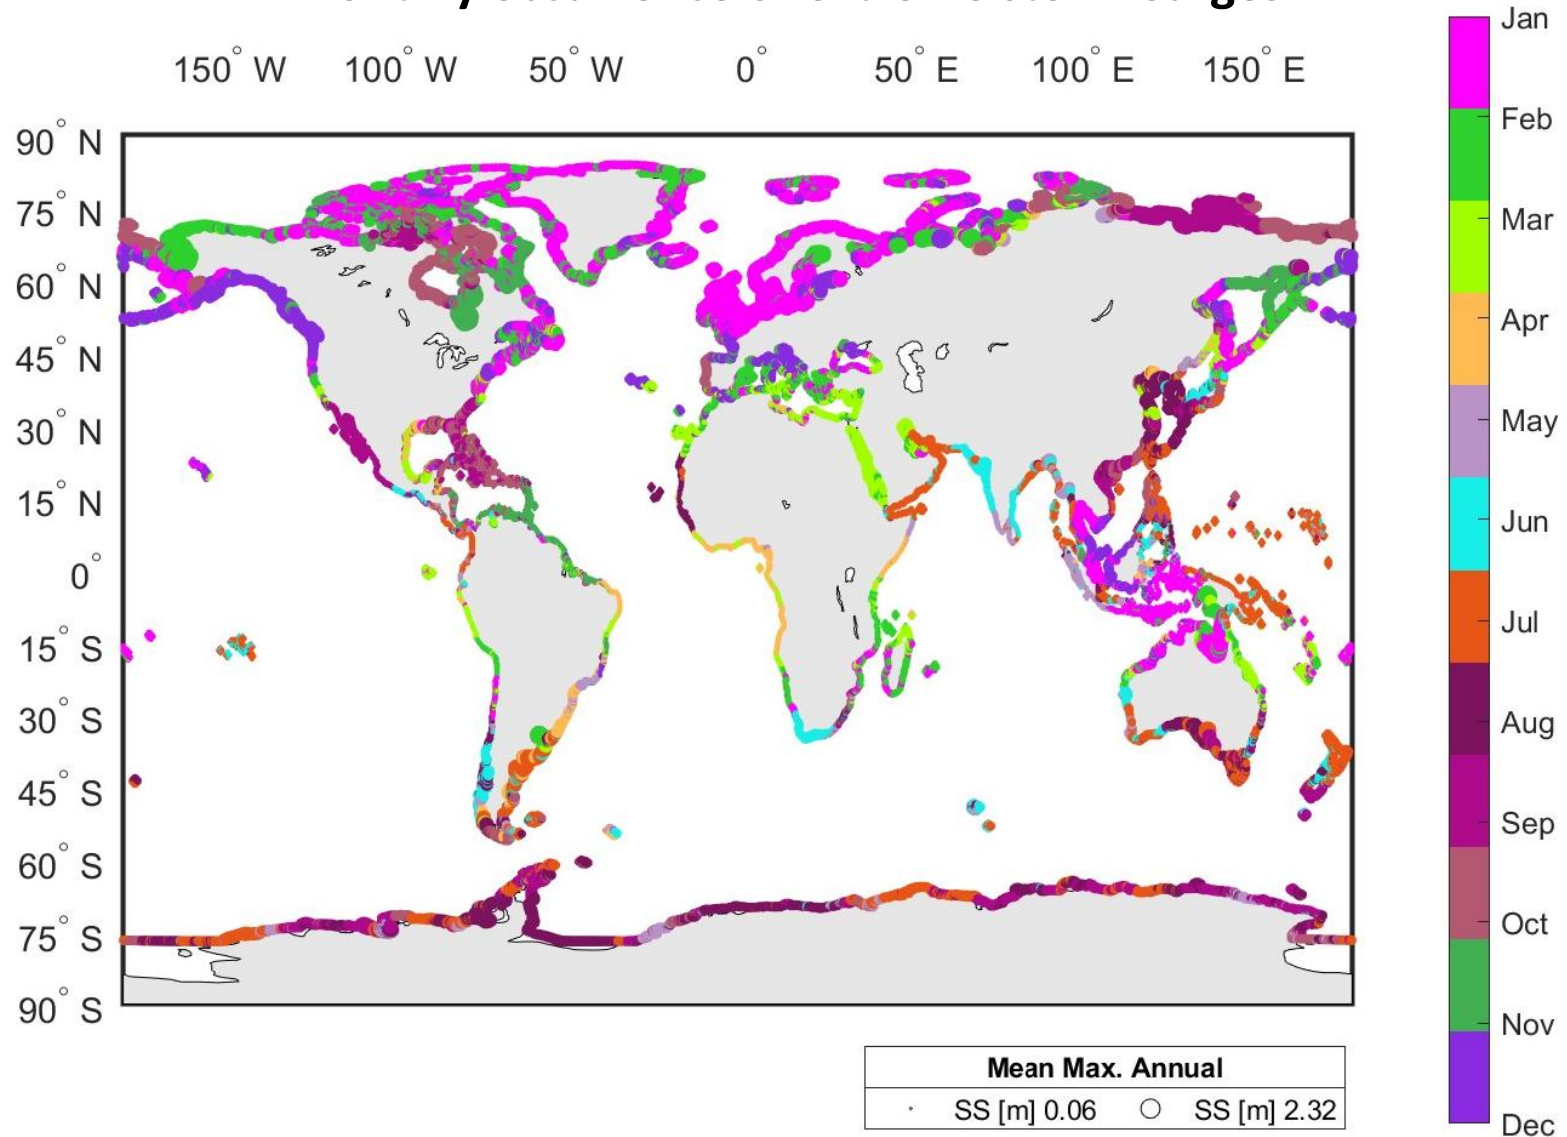 Jan
150° W 100° W 50° W 0° 50° E 100° E 150° E
90° N
75° N
60° N
45° N
30° N
15° N
0°
15° S
30° S
45° S
60° S
75° S
90° S
Feb
Mar
Apr
May
Jun
Jul
Aug
Sep
Oct
Nov
Dec
Mean Max. Annual
SS [m] 0.06 SS [m] 2.32